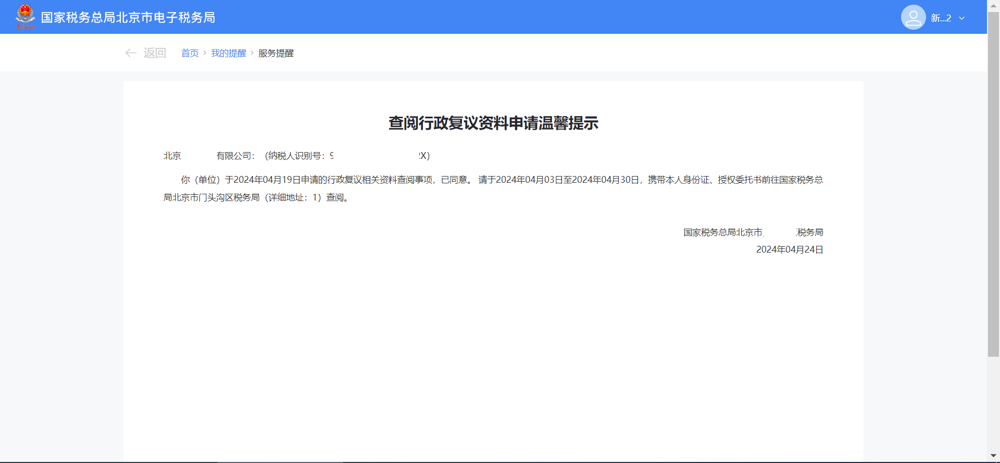 国家税务总局北京市电子税务局
新...2
返回 首页 > 我的提醒 > 服务提醒
查阅行政复议资料申请温馨提示
北京 有限公司：（纳税人识别号：9 2X）
你（单位）于2024年04月19日申请的行政复议相关资料查阅事项，已同意。 请于2024年04月03日至2024年04月30日，携带本人身份证、授权委托书前往国家税务总
局北京市门头沟区税务局（详细地址：1）查阅。
国家税务总局北京市 税务局
2024年04月24日